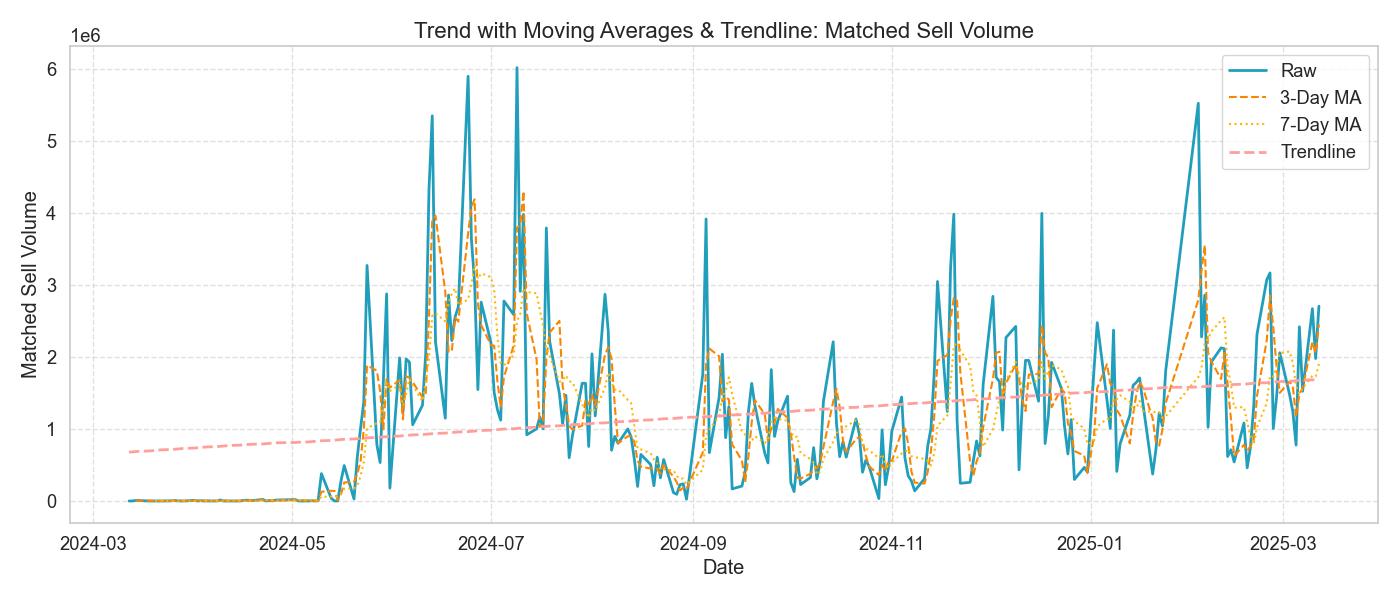 Trend with Moving Averages & Trendline: Matched Sell Volume
1e6
Raw
3-Day MA
7-Day MA
Trendline
6
5
4
3
2
1
0
Matched Sell Volume
2024-03
2024-05
2024-07
2024-09
2024-11
2025-01
2025-03
Date